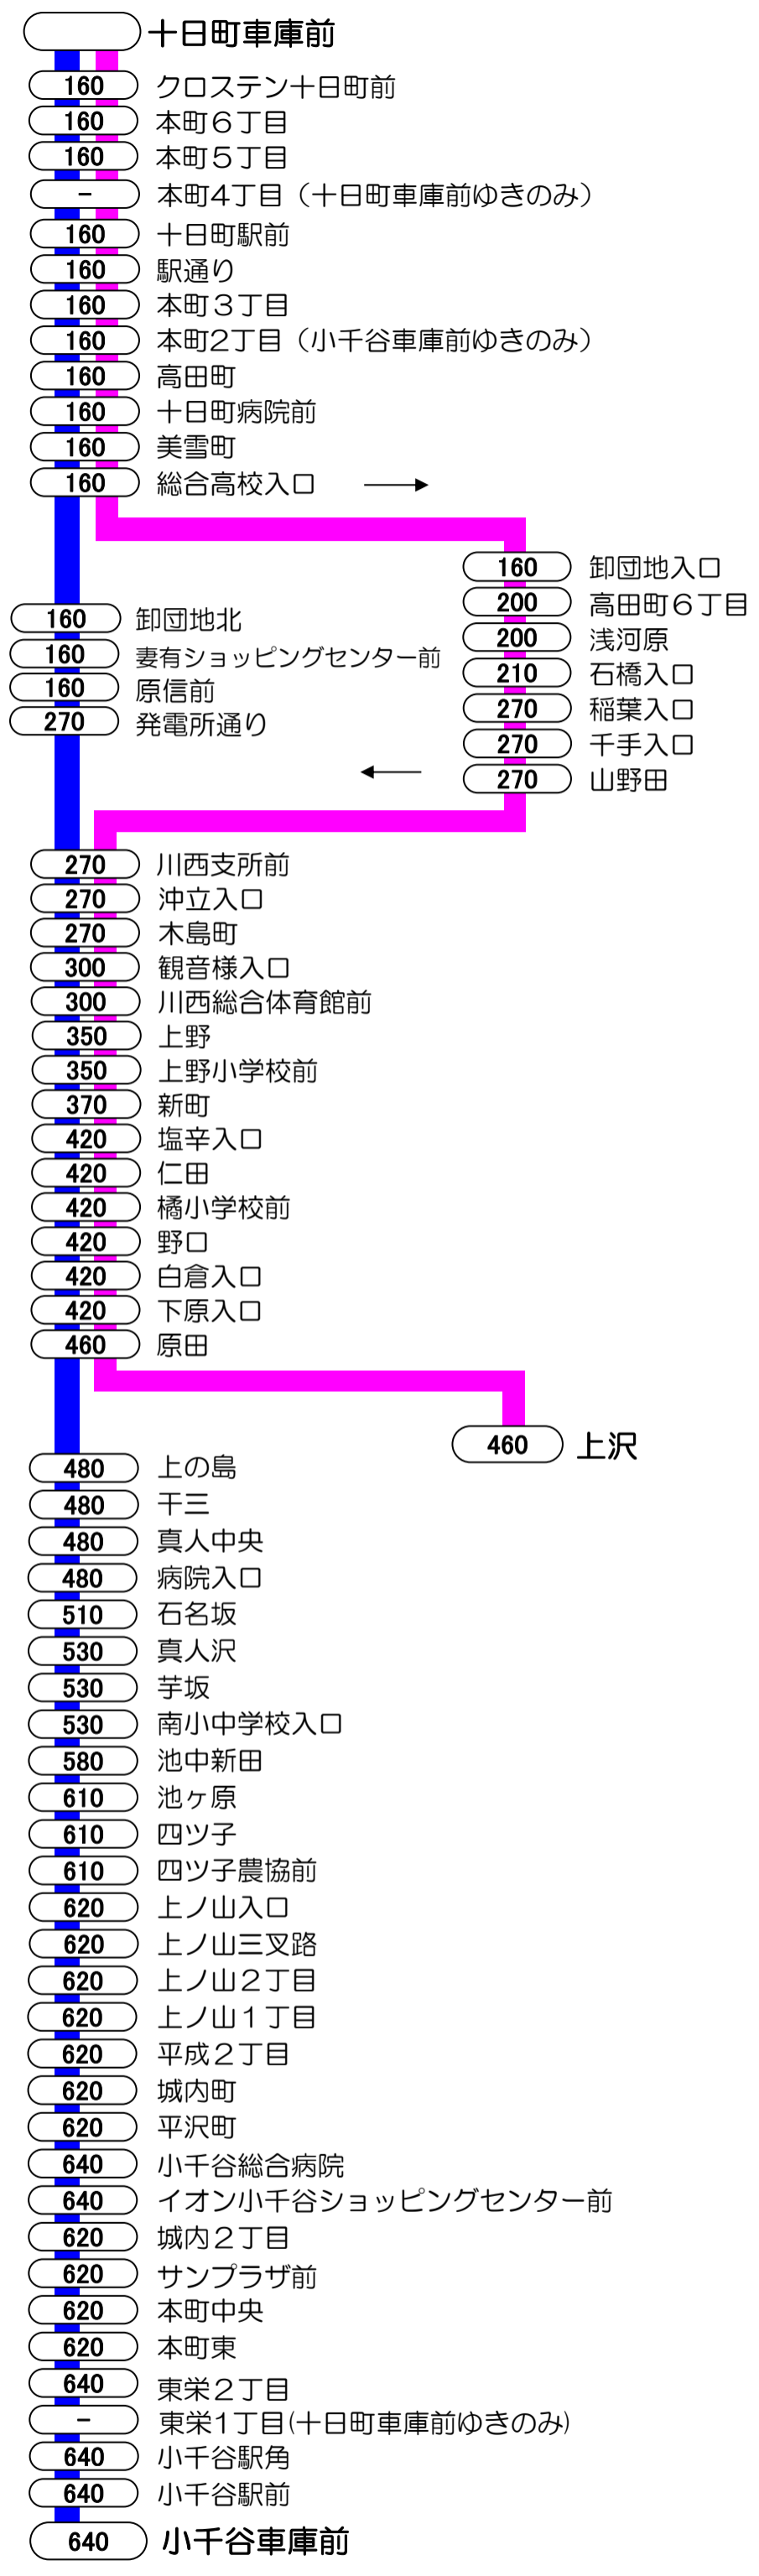 十日町車庫前
160 クロステン十日町前
160 本町６丁目
160 本町５丁目
- 本町4丁目（十日町車庫前ゆきのみ）
160 十日町駅前
160 駅通り
160 本町３丁目
160 本町2丁目（小千谷車庫前ゆきのみ）
160 高田町
160 十日町病院前
160 美雪町
160 総合高校入口 →
160 卸団地入口
200 高田町６丁目
200 浅河原
210 石橋入口
270 稲葉入口
270 千手入口
270 山野田
←
160 卸団地北
160 妻有ショッピングセンター前
160 原信前
270 発電所通り
270 川西支所前
270 沖立入口
270 木島町
300 観音様入口
300 川西総合体育館前
350 上野
350 上野小学校前
370 新町
420 塩辛入口
420 仁田
420 橘小学校前
420 野口
420 白倉入口
420 下原入口
460 原田
460 上沢
480 上の島
480 干三
480 真人中央
480 病院入口
510 石名坂
530 真人沢
530 芋坂
530 南小中学校入口
580 池中新田
610 池ヶ原
610 四ツ子
610 四ツ子農協前
620 上ノ山入口
620 上ノ山三叉路
620 上ノ山２丁目
620 上ノ山１丁目
620 平成２丁目
620 城内町
620 平沢町
640 小千谷総合病院
640 イオン小千谷ショッピングセンター前
620 城内２丁目
620 サンプラザ前
620 本町中央
620 本町東
640 東栄２丁目
- 東栄1丁目(十日町車庫前ゆきのみ)
640 小千谷駅角
640 小千谷駅前
640 小千谷車庫前